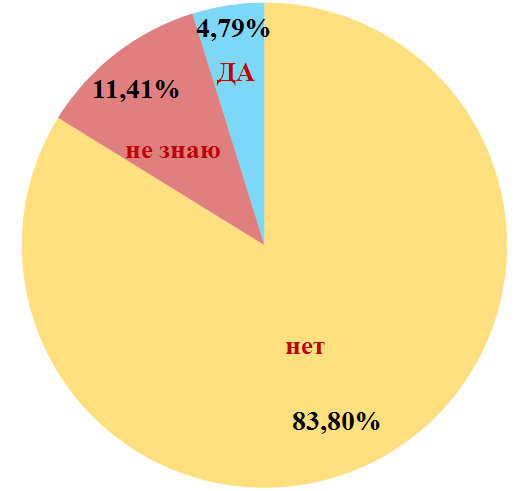 4,79%
ДА
11,41%
не знаю
нет
83,80%